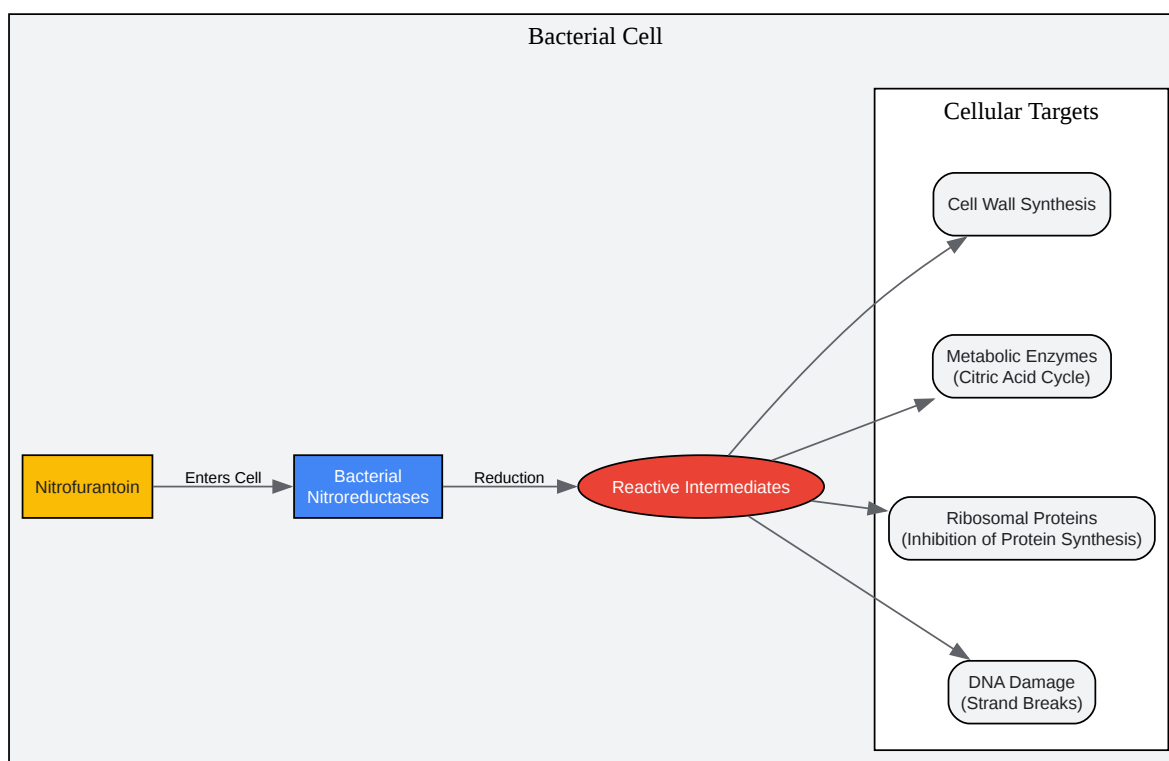 Bacterial Cell
Cellular Targets
Cell Wall Synthesis
Metabolic Enzymes
(Citric Acid Cycle)
Nitrofurantoin
Enters Cell
Bacterial
Nitroreductases
Reduction
Reactive Intermediates
Ribosomal Proteins
(Inhibition of Protein Synthesis)
DNA Damage
(Strand Breaks)